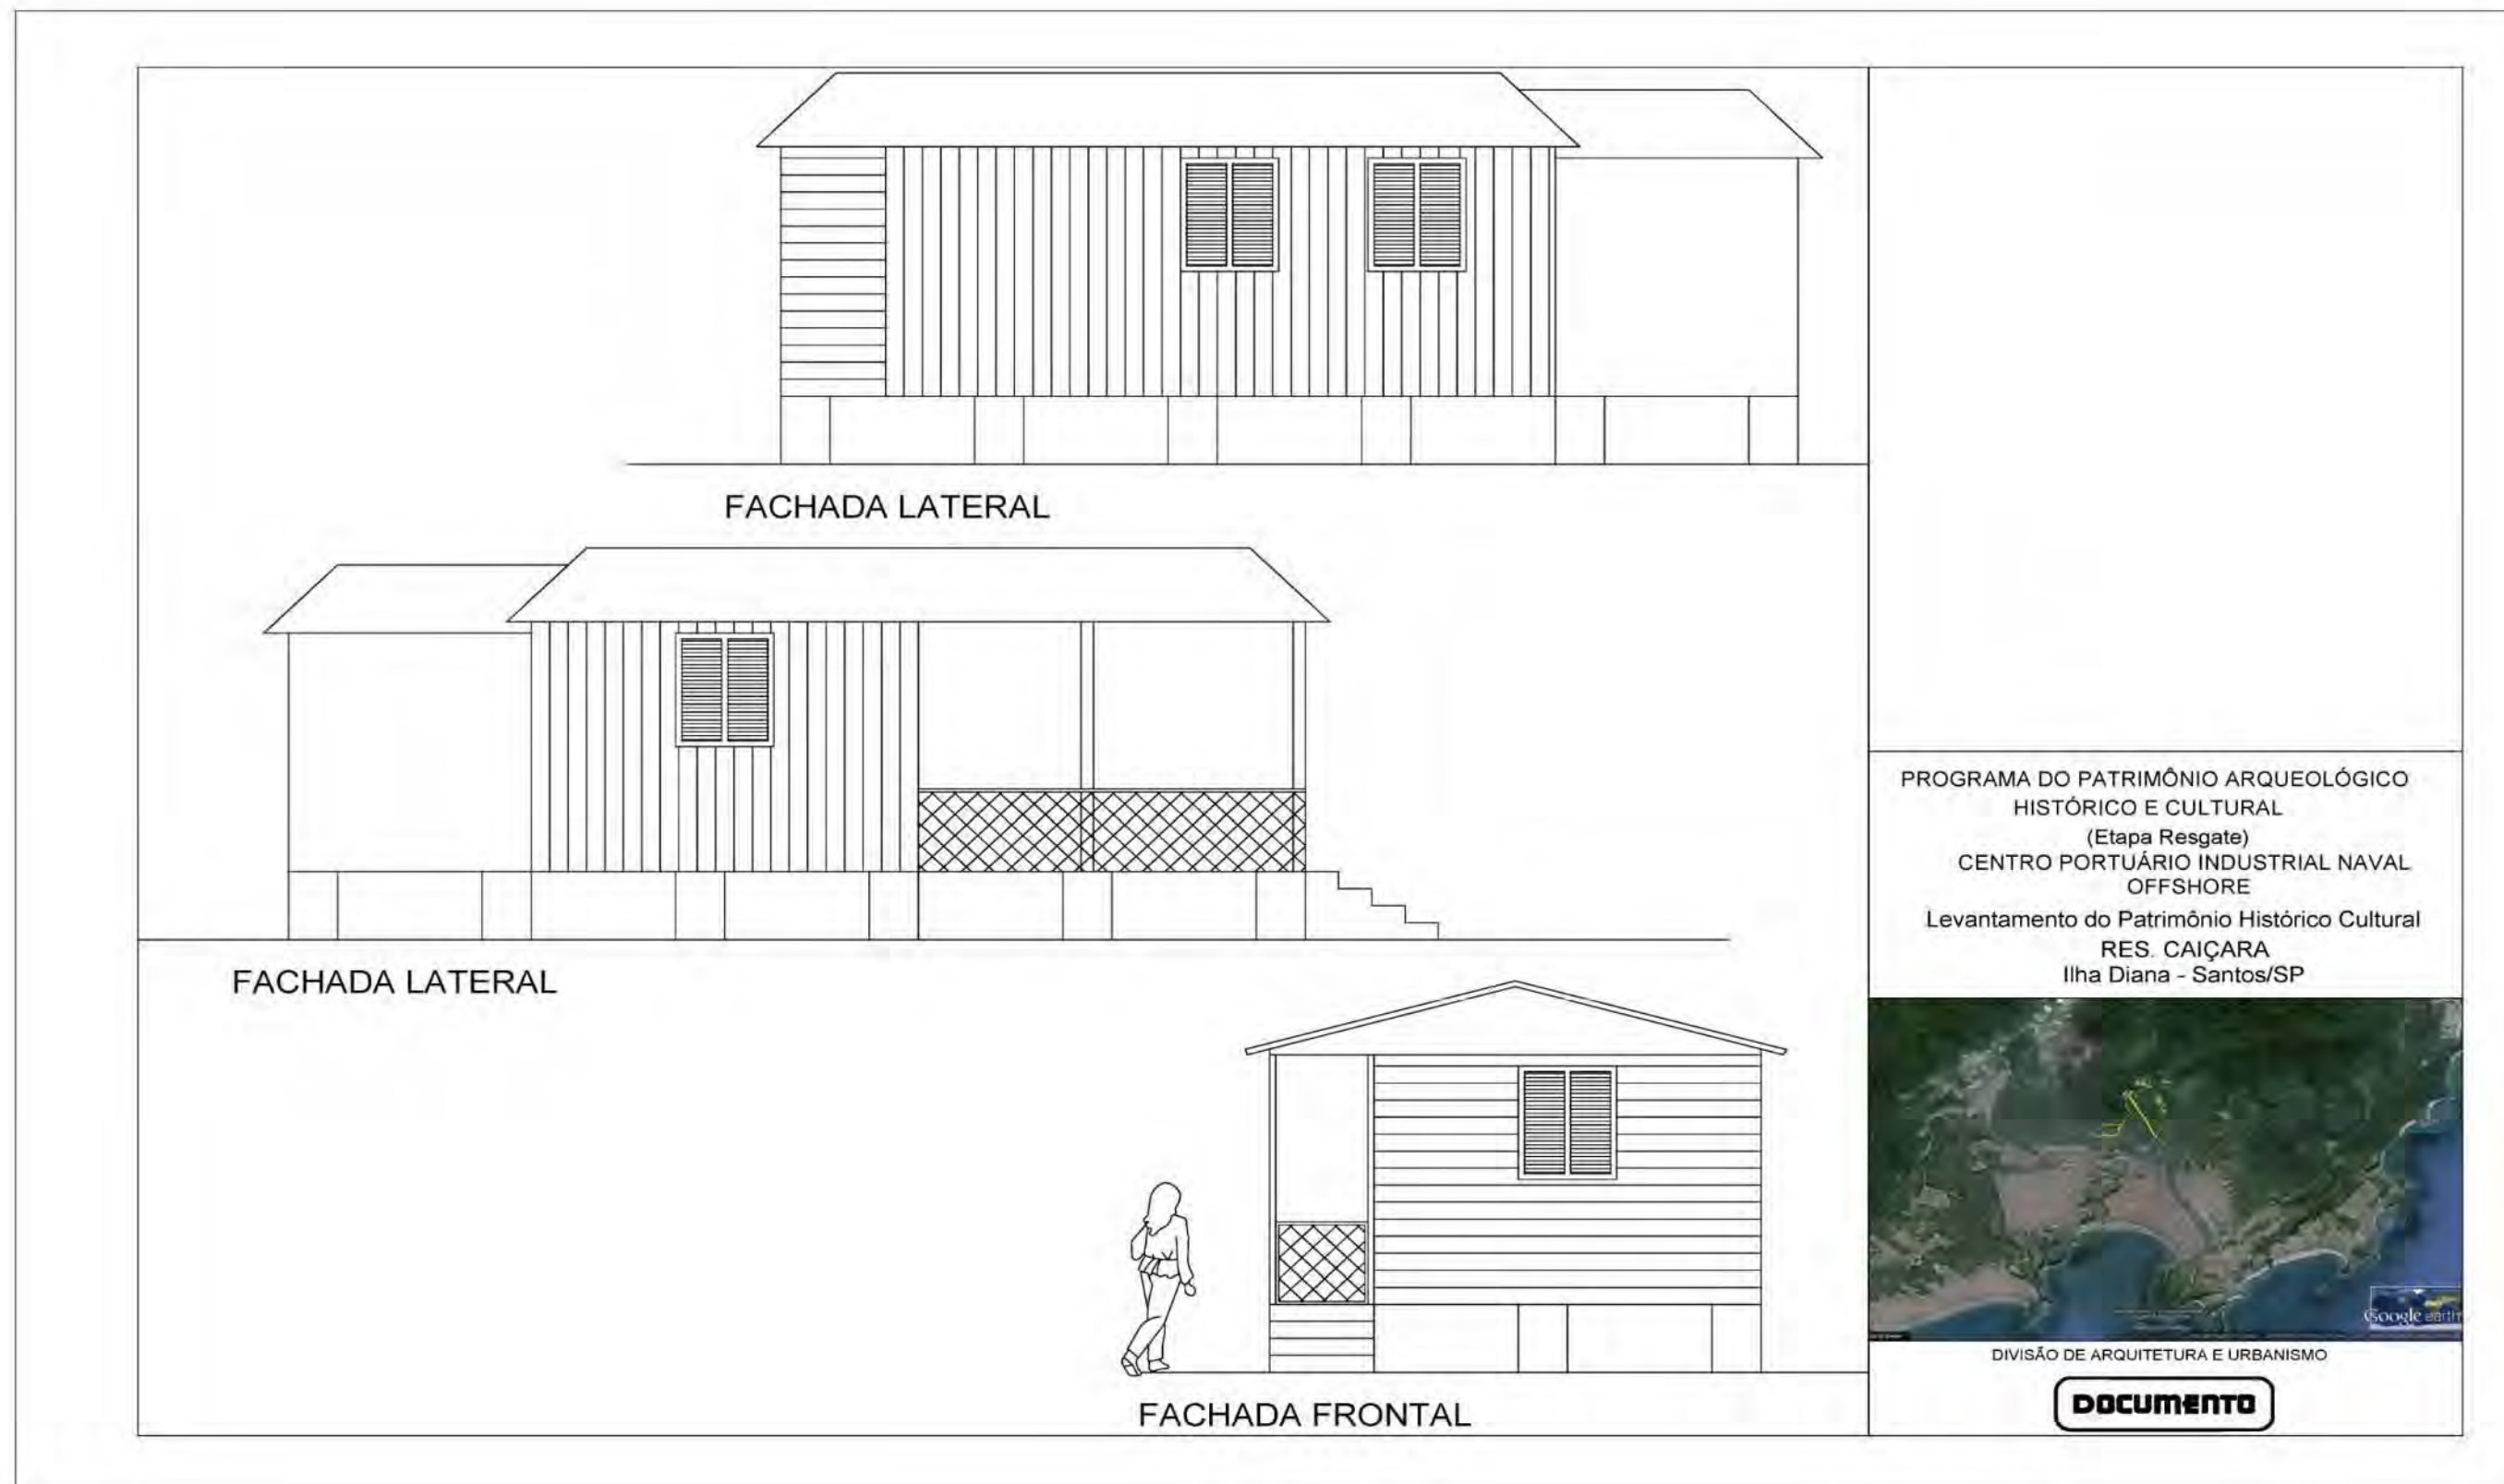 FACHADA LATERAL
FACHADA LATERAL
FACHADA FRONTAL
PROGRAMA DO PATRIMÔNIO ARQUEOLÓGICO
HISTÓRICO E CULTURAL
(Etapa Resgate)
CENTRO PORTUÁRIO INDUSTRIAL NAVAL
OFFSHORE
Levantamento do Patrimônio Histórico Cultural
RES. CAIÇARA
Ilha Diana - Santos/SP
Google earth
DIVISÃO DE ARQUITETURA E URBANISMO
DOCUMENTO